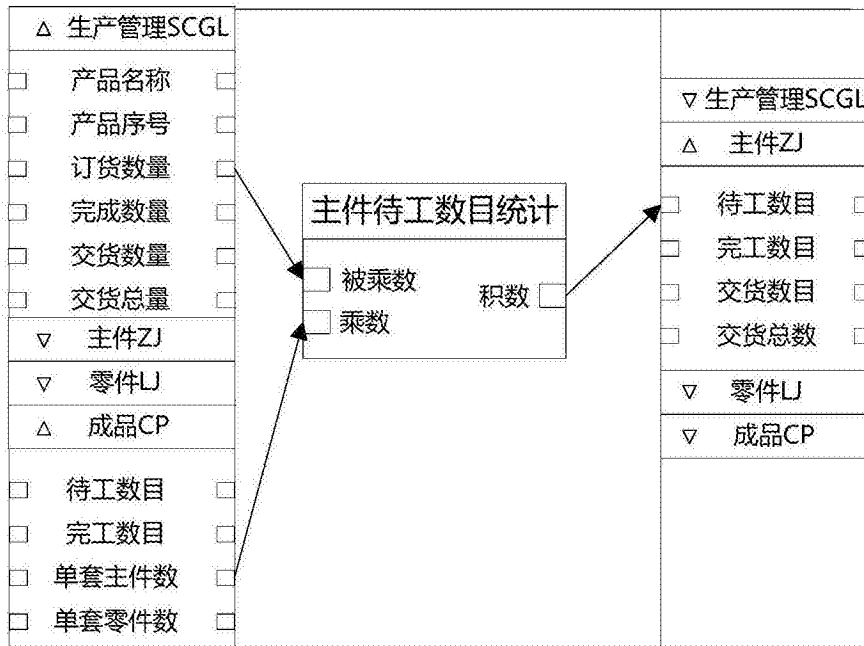 △ 生产管理SCGL
产品名称
产品序号
订货数量
完成数量
交货数量
交货总量
▽ 主件ZJ
▽ 零件LJ
△ 成品CP
待工数目
完工数目
单套主件数
单套零件数
主件待工数目统计
被乘数
乘数
积数
▽ 生产管理SCGL
△ 主件ZJ
待工数目
完工数目
交货数目
交货总数
▽ 零件LJ
▽ 成品CP